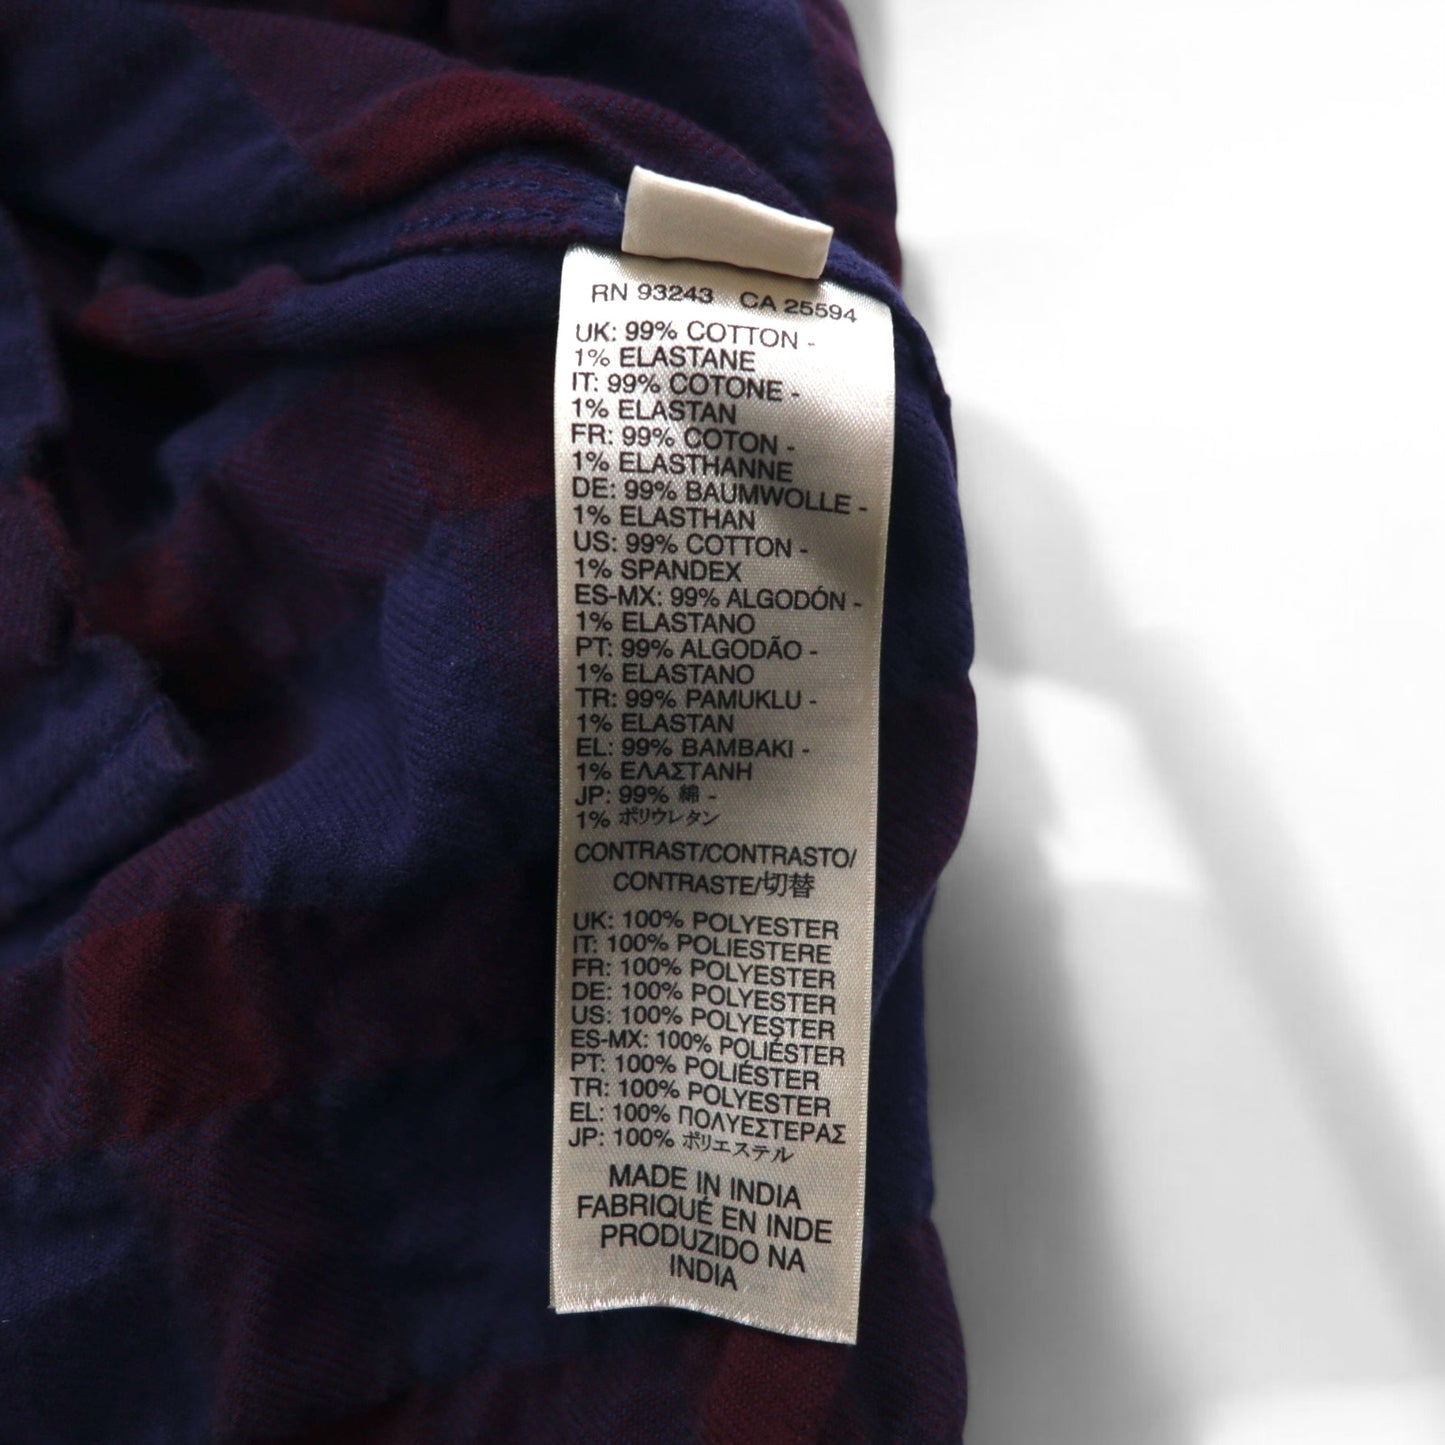 RN 93243 CA 25594
UK: 99% COTTON -
1% ELASTANE
IT: 99% COTONE -
1% ELASTAN
FR: 99% COTON -
1% ELASTHANNE
DE: 99% BAUMWOLLE -
1% ELASTHAN
US: 99% COTTON -
1% SPANDEX
ES-MX: 99% ALGODÓN -
1% ELASTANO
PT: 99% ALGODÃO -
1% ELASTANO
TR: 99% PAMUKLU -
1% ELASTAN
EL: 99% BAMBAKI -
1% ΕΛΑΣΤΑΝΗ
JP: 99% 綿 -
1% ポリウレタン
CONTRAST/CONTRASTO/
CONTRASTE/切替
UK: 100% POLYESTER
IT: 100% POLIESTERE
FR: 100% POLYESTER
DE: 100% POLYESTER
US: 100% POLYESTER
ES-MX: 100% POLIÉSTER
PT: 100% POLIÉSTER
TR: 100% POLYESTER
EL: 100% ΠΟΛΥΕΣΤΕΡΑΣ
JP: 100% ポリエステル
MADE IN INDIA
FABRIQUÉ EN INDE
PRODUZIDO NA
INDIA